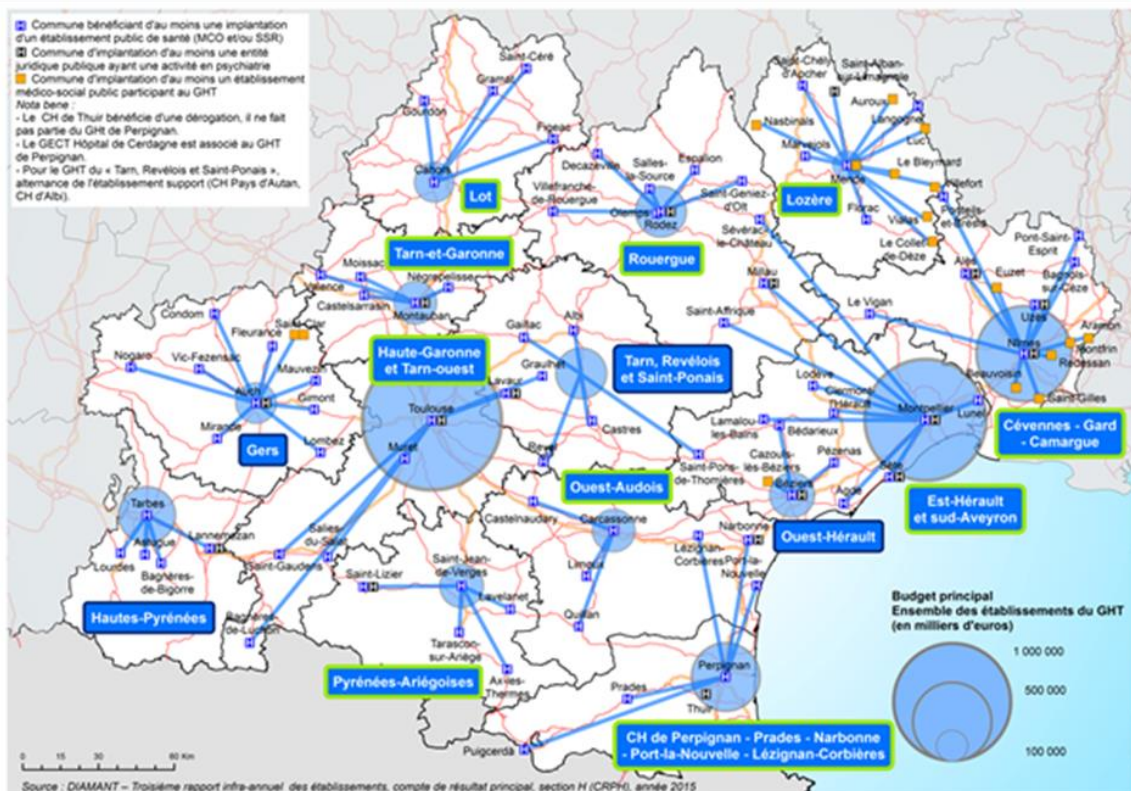 Commune bénéficiant d'au moins une implantation
d'un établissement public de santé (MCO et/ou SSR)
Commune d'implantation d'au moins une entité
juridique publique ayant une activité en psychiatrie
Commune d'implantation d'au moins un établissement
médico-social public participant au GHT
Nota bene :
- Le CH de Thuir bénéficie d'une dérogation, il ne fait
pas partie du GHt de Perpignan.
- Le GECT Hôpital de Cerdagne est associé au GHT
de Perpignan.
- Pour le GHT du « Tarn, Revélois et Saint-Ponais »,
alternance de l'établissement support (CH Pays d'Autan,
CH d'Albi).
Saint-Céré
Gramat
Gourdon
Figeac
Cahors
Lot
Decazeville
Salles-
la-Source
Espalion
Villefranche-
de-Rouergue
Olemps
Rodez
Saint-Geniez-
d'Olt
Sévérac-
le-Château
Rouergue
Saint-Chély
d'Apcher
Saint-Alban-
sur-Limagnole
Auroux
Langogne
Nasbinals
Luc
Marvejols
Le Bleymard
Mende
Villefort
Florac
Vialas
Le Collet-
de-Dèze
Lozère
Ponteils-
et-Brésis
Pont-Saint-
Esprit
Alès
Euzet
Bagnols-
sur-Cèze
Uzès
Le Vigan
Nîmes
Aramon
Montfrin
Redessan
Beauvoisin
Saint-Gilles
Cévennes - Gard
- Camargue
Tarn-et-Garonne
Moissac
Nègrepelisse
Valence
Castelsarrasin
Montauban
Millau
Saint-Affrique
Condom
Fleurance
Saint-Clar
Nogaro
Vic-Fezensac
Mauvezin
Auch
Gimont
Mirande
Lombez
Gers
Haute-Garonne
et Tarn-ouest
Lavaur
Toulouse
Muret
Gaillac
Albi
Graulhet
Castres
Revel
Tarn, Revélois
et Saint-Ponais
Lodève
Clermont-
l'Hérault
Montpellier
Lunel
Lamalou-
les-Bains
Bédarieux
Cazouls-
lès-Béziers
Pézenas
Saint-Pons-
de-Thomières
Béziers
Sète
Agde
Est-Hérault
et sud-Aveyron
Ouest-Hérault
Ouest-Audois
Tarbes
Lannemezan
Astugue
Lourdes
Bagnères-
de-Bigorre
Hautes-Pyrénées
Salies-
du-Salat
Saint-Gaudens
Bagnères-
de-Luchon
Castelnaudary
Carcassonne
Limoux
Quillan
Lézignan-
Corbières
Narbonne
Port-la-
Nouvelle
Saint-Jean-
de-Verges
Saint-Lizier
Lavelanet
Tarascon-
sur-Ariège
Ax-les-
Thermes
Pyrénées-Ariégoises
Perpignan
Prades
Thuir
Puigcerda
CH de Perpignan - Prades - Narbonne
- Port-la-Nouvelle - Lézignan-Corbières
Budget principal
Ensemble des établissements du GHT
(en milliers d'euros)
1 000 000
500 000
100 000
0 15 30 60 Km
Source : DIAMANT – Troisième rapport infra-annuel des établissements, compte de résultat principal, section H (CRPH), année 2015